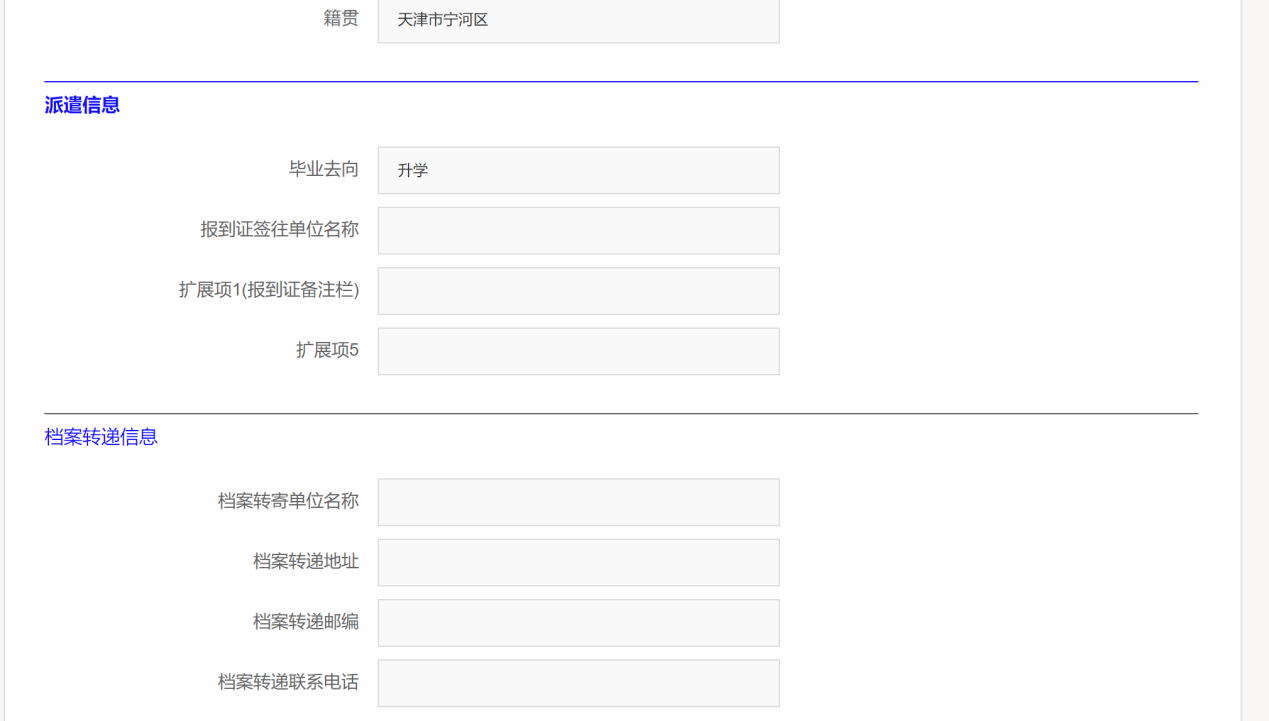 籍贯 天津市宁河区
派遣信息
毕业去向 升学
报到证签往单位名称
扩展项1(报到证备注栏)
扩展项5
档案转递信息
档案转寄单位名称
档案转递地址
档案转递邮编
档案转递联系电话